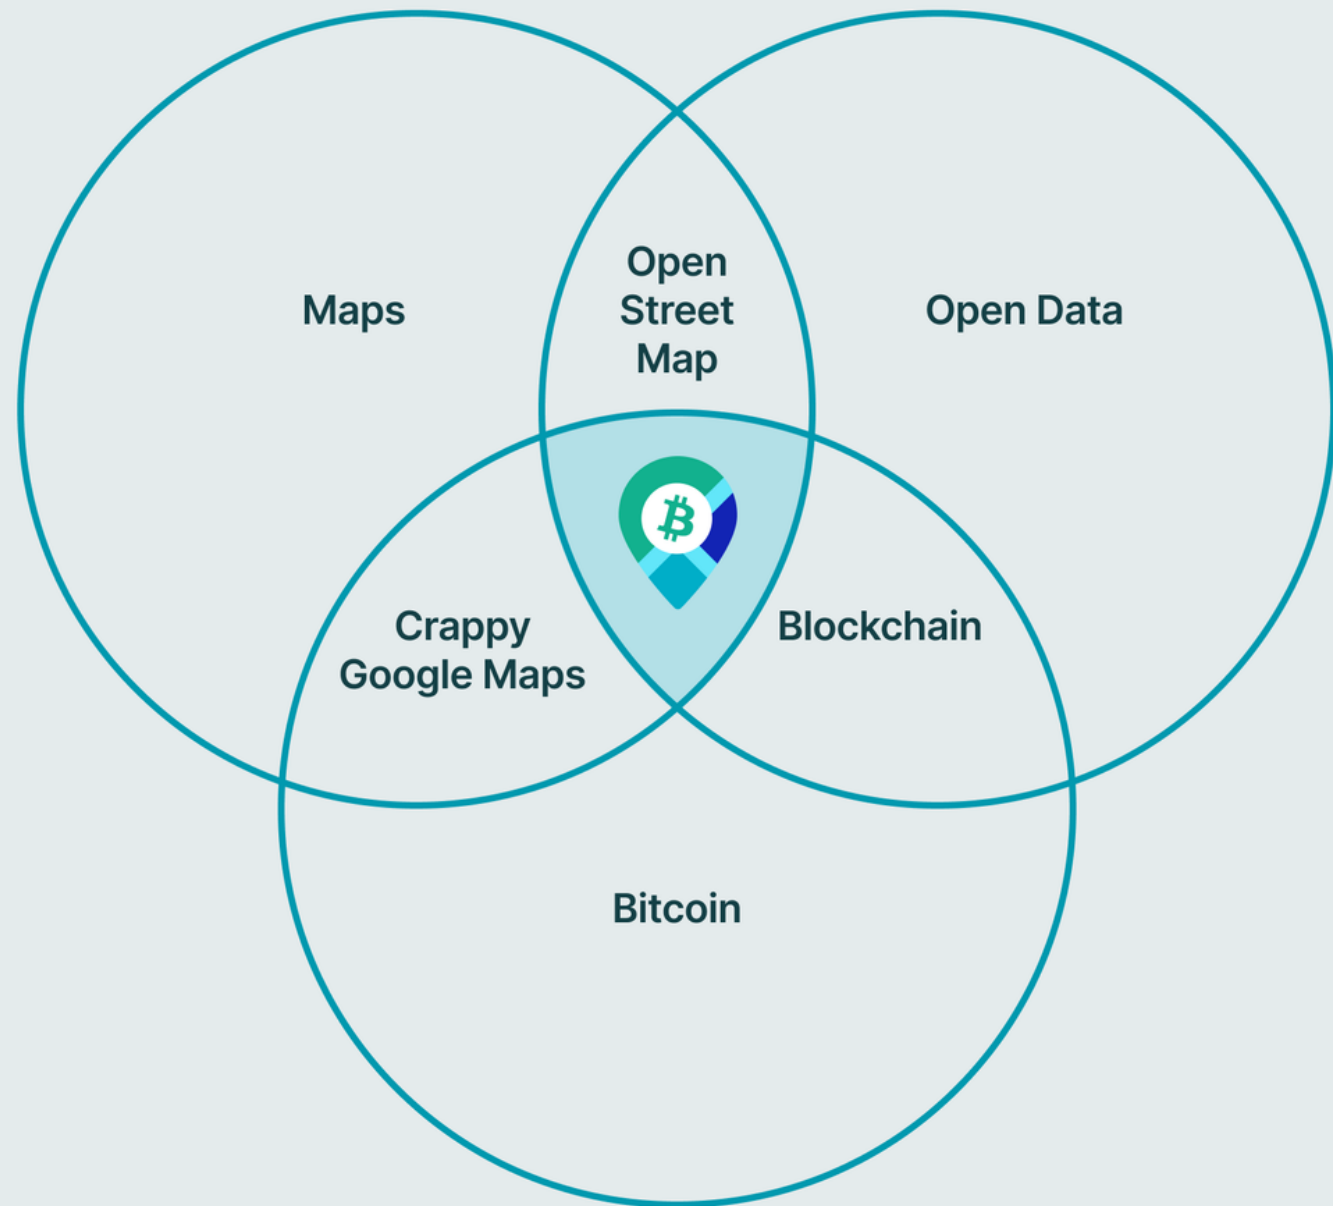 Maps
Open
Street
Map
Open Data
₿
Crappy
Google Maps
Blockchain
Bitcoin